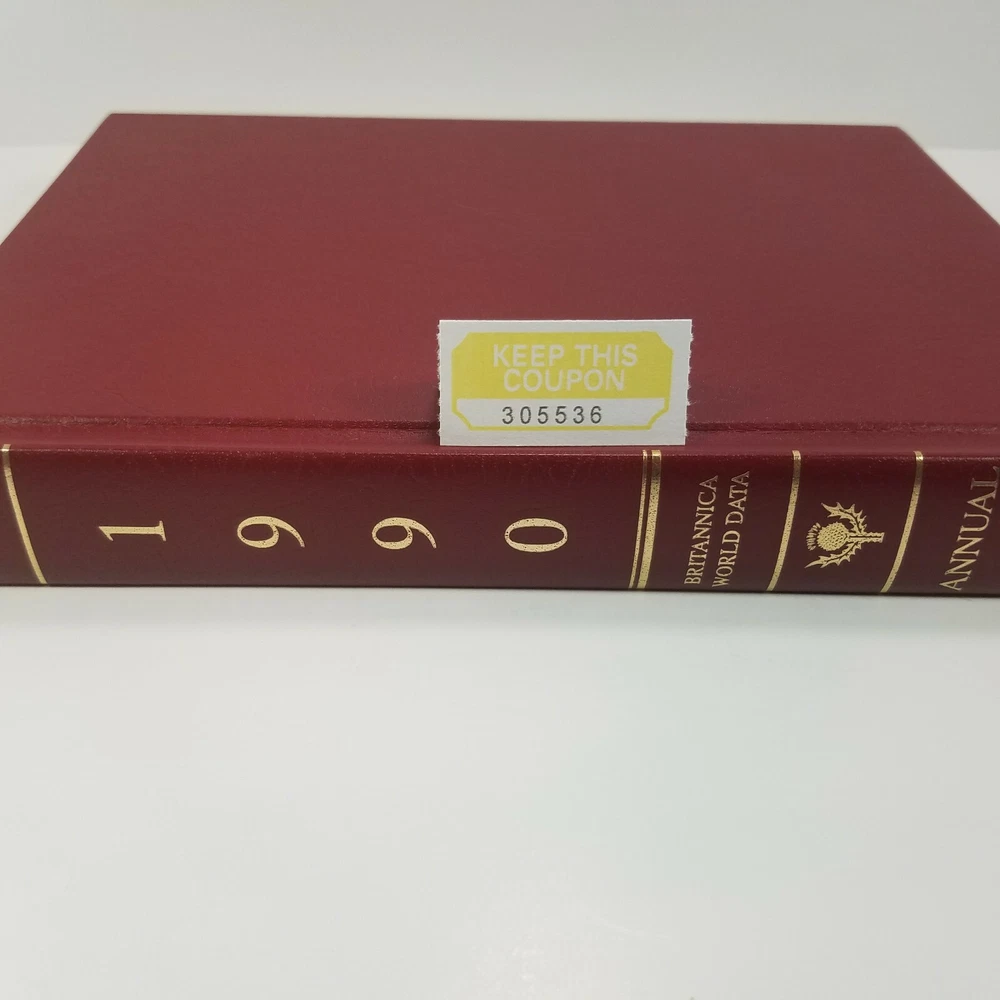 KEEP THIS
COUPON
305536
1990
BRITANNICA
WORLD DATA
ANNUAL